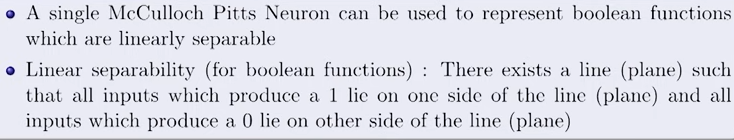 A single McCulloch Pitts Neuron can be used to represent boolean functions
which are linearly separable
Linear separability (for boolean functions) : There exists a line (plane) such
that all inputs which produce a 1 lie on one side of the line (plane) and all
inputs which produce a 0 lie on other side of the line (plane)